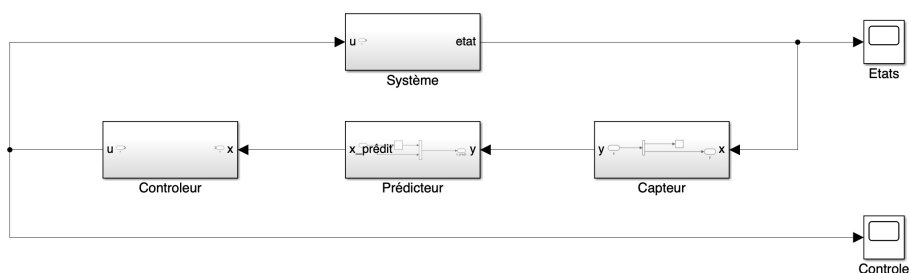 u
etat
Système
Etats
u
x
Controleur
x_prédit
y
Prédicteur
y
x
Capteur
Controle